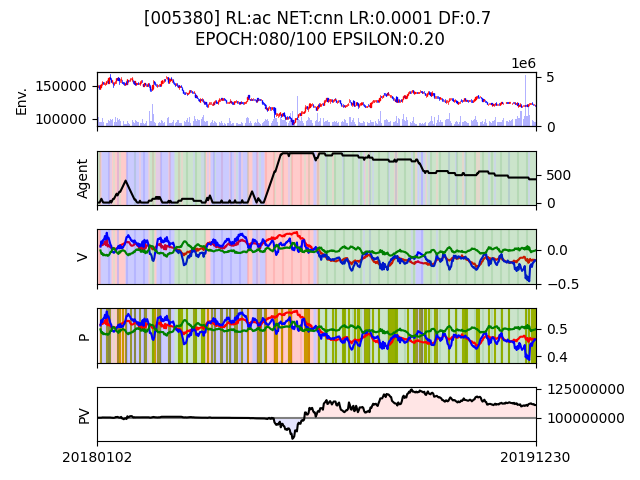 [005380] RL:ac NET:cnn LR:0.0001 DF:0.7
EPOCH:080/100 EPSILON:0.20
1e6
Env.
150000
100000
5
0
Agent
500
0
V
0.0
−0.5
P
0.5
0.4
PV
125000000
100000000
20180102
20191230